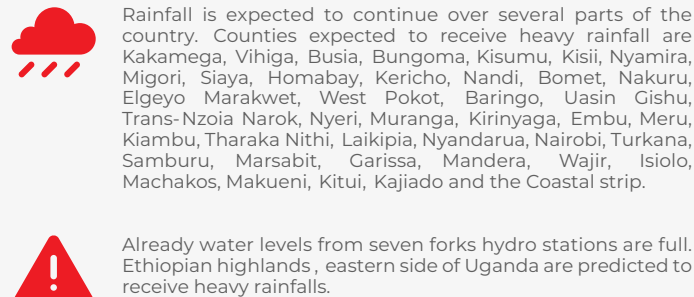 Rainfall is expected to continue over several parts of the
country. Counties expected to receive heavy rainfall are
Kakamega, Vihiga, Busia, Bungoma, Kisumu, Kisii, Nyamira,
Migori, Siaya, Homabay, Kericho, Nandi, Bomet, Nakuru,
Elgeyo Marakwet, West Pokot, Baringo, Uasin Gishu,
Trans-Nzoia Narok, Nyeri, Muranga, Kirinyaga, Embu, Meru,
Kiambu, Tharaka Nithi, Laikipia, Nyandarua, Nairobi, Turkana,
Samburu, Marsabit, Garissa, Mandera, Wajir, Isiolo,
Machakos, Makueni, Kitui, Kajiado and the Coastal strip.
Already water levels from seven forks hydro stations are full.
Ethiopian highlands , eastern side of Uganda are predicted to
receive heavy rainfalls.